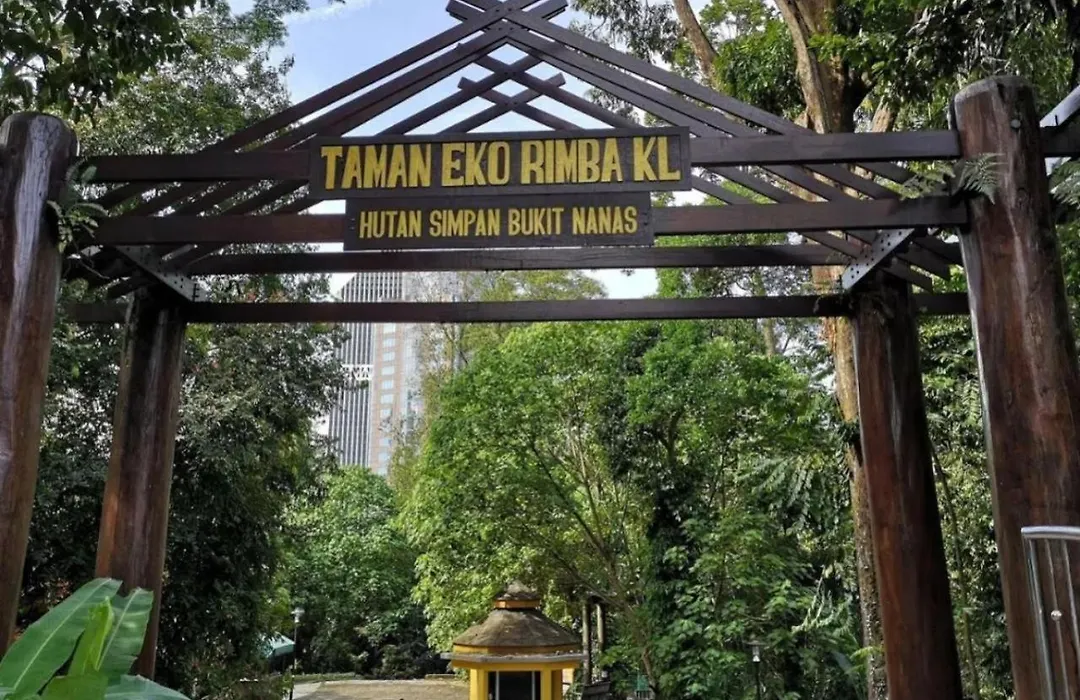 TAMAN EKO RIMBA KL
HUTAN SIMPAN BUKIT NANAS